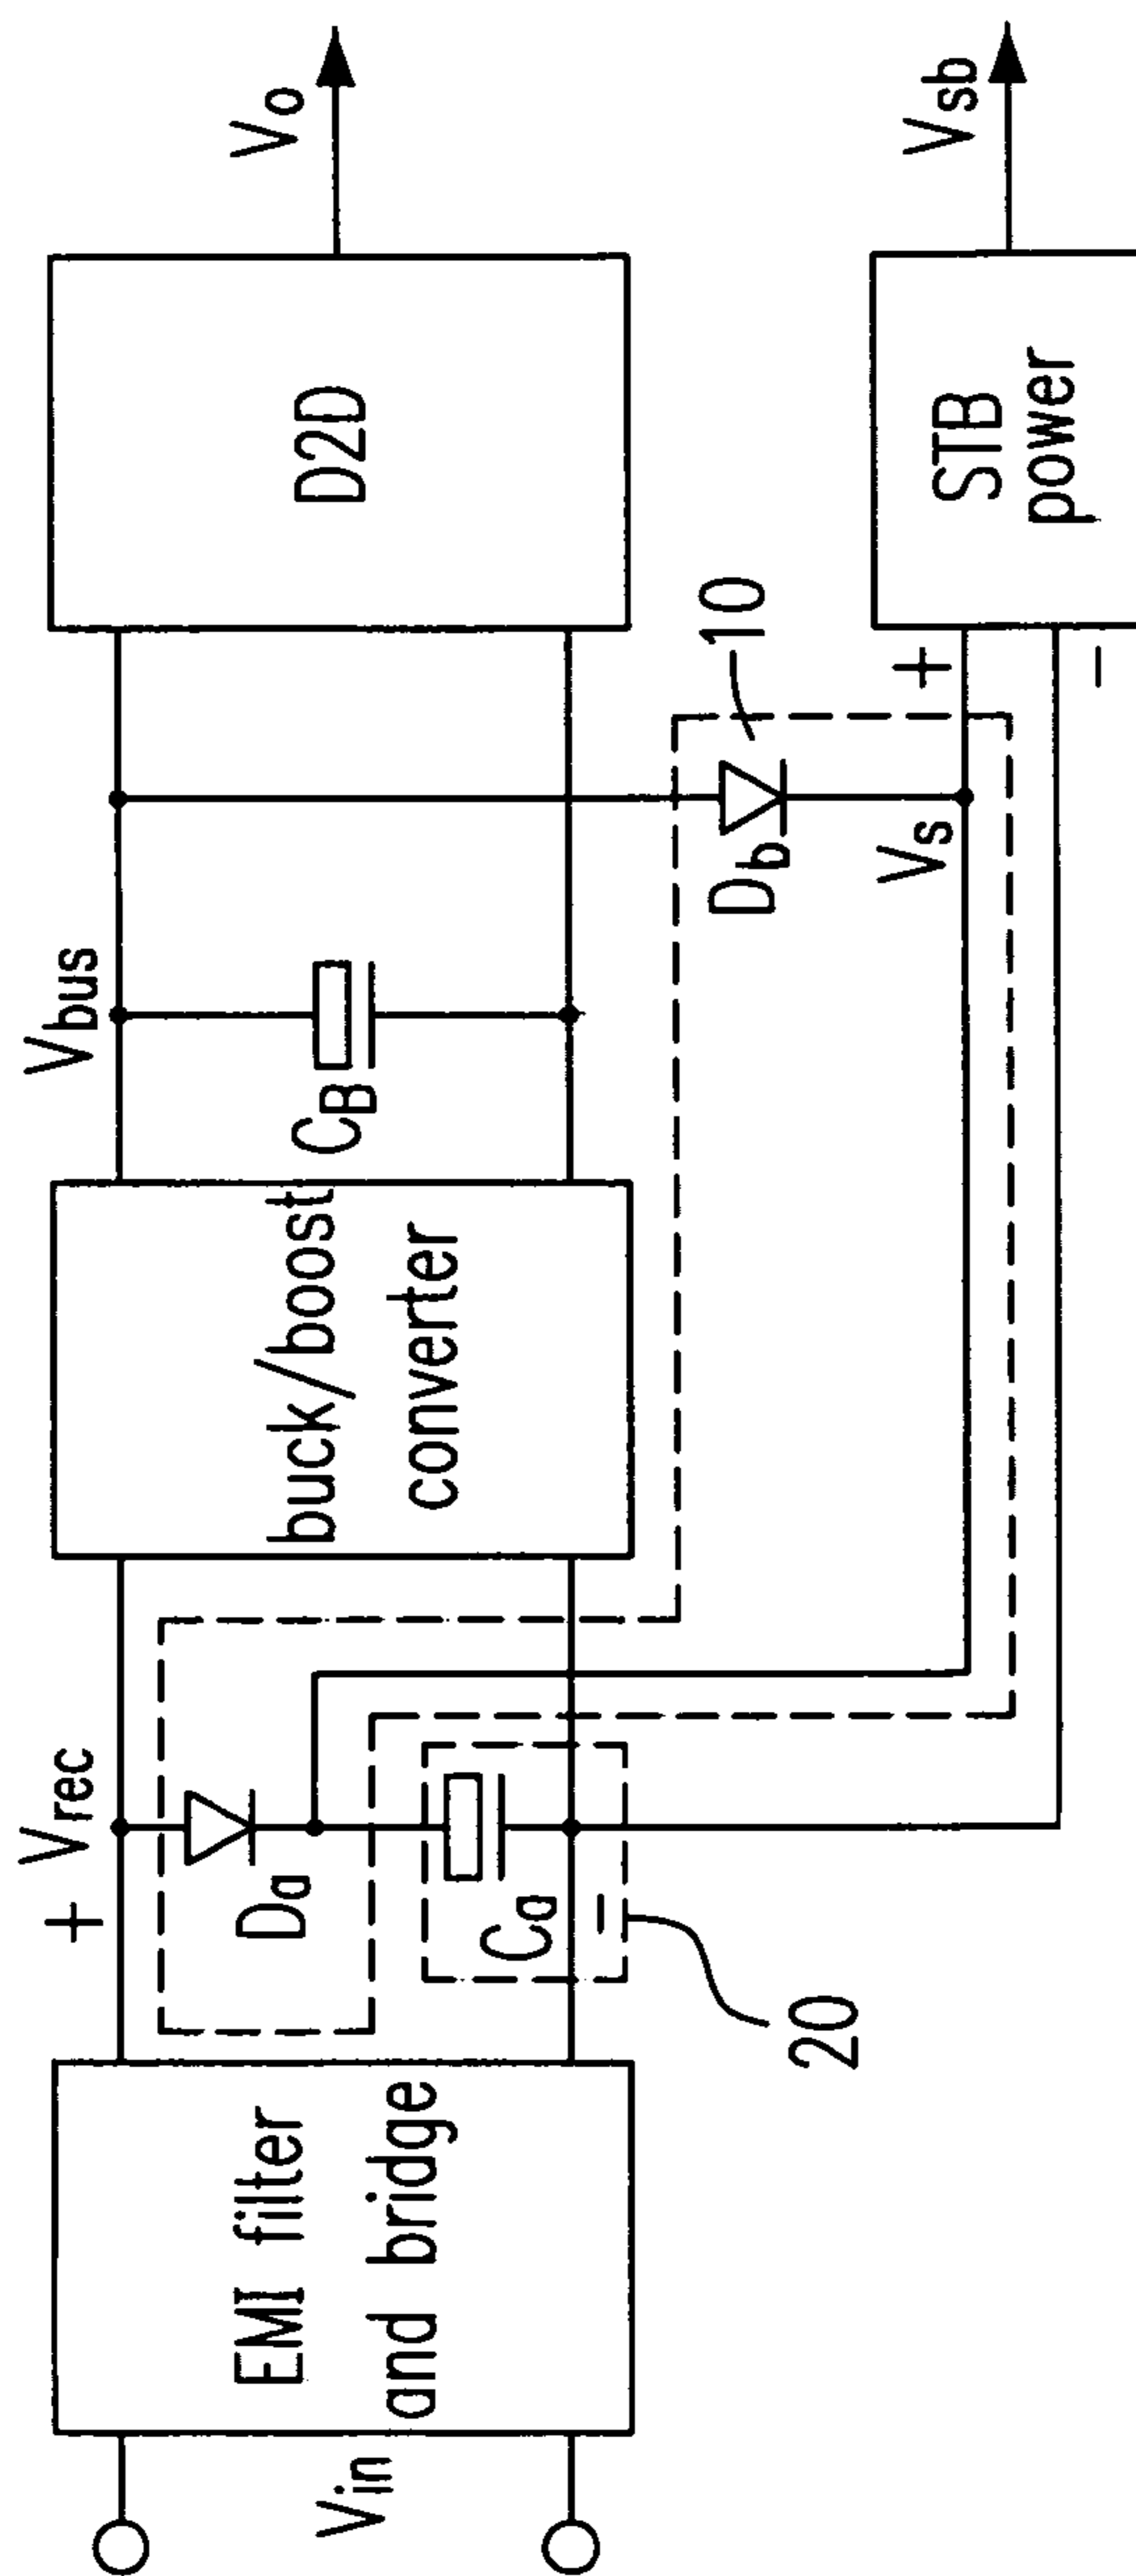 Vin
EMI filter
and bridge
+
Vrec
Da
Ca
−
20
buck/boost
converter
Vbus
CB
Db
10
D2D
Vo
Vs
+
−
STB
power
Vsb